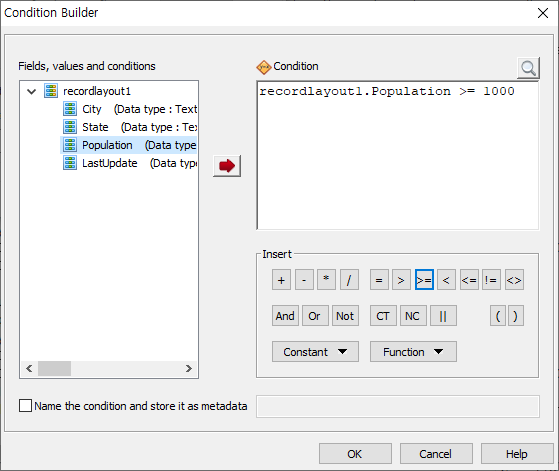 Condition Builder
Fields, values and conditions
recordlayout1
City (Data type : Text
State (Data type : Tex
Population (Data type
LastUpdate (Data typ
Condition
recordlayout1.Population >= 1000
Insert
+ - * / = > >= < <= != <>
And Or Not CT NC || ( )
Constant Function
Name the condition and store it as metadata
OK Cancel Help